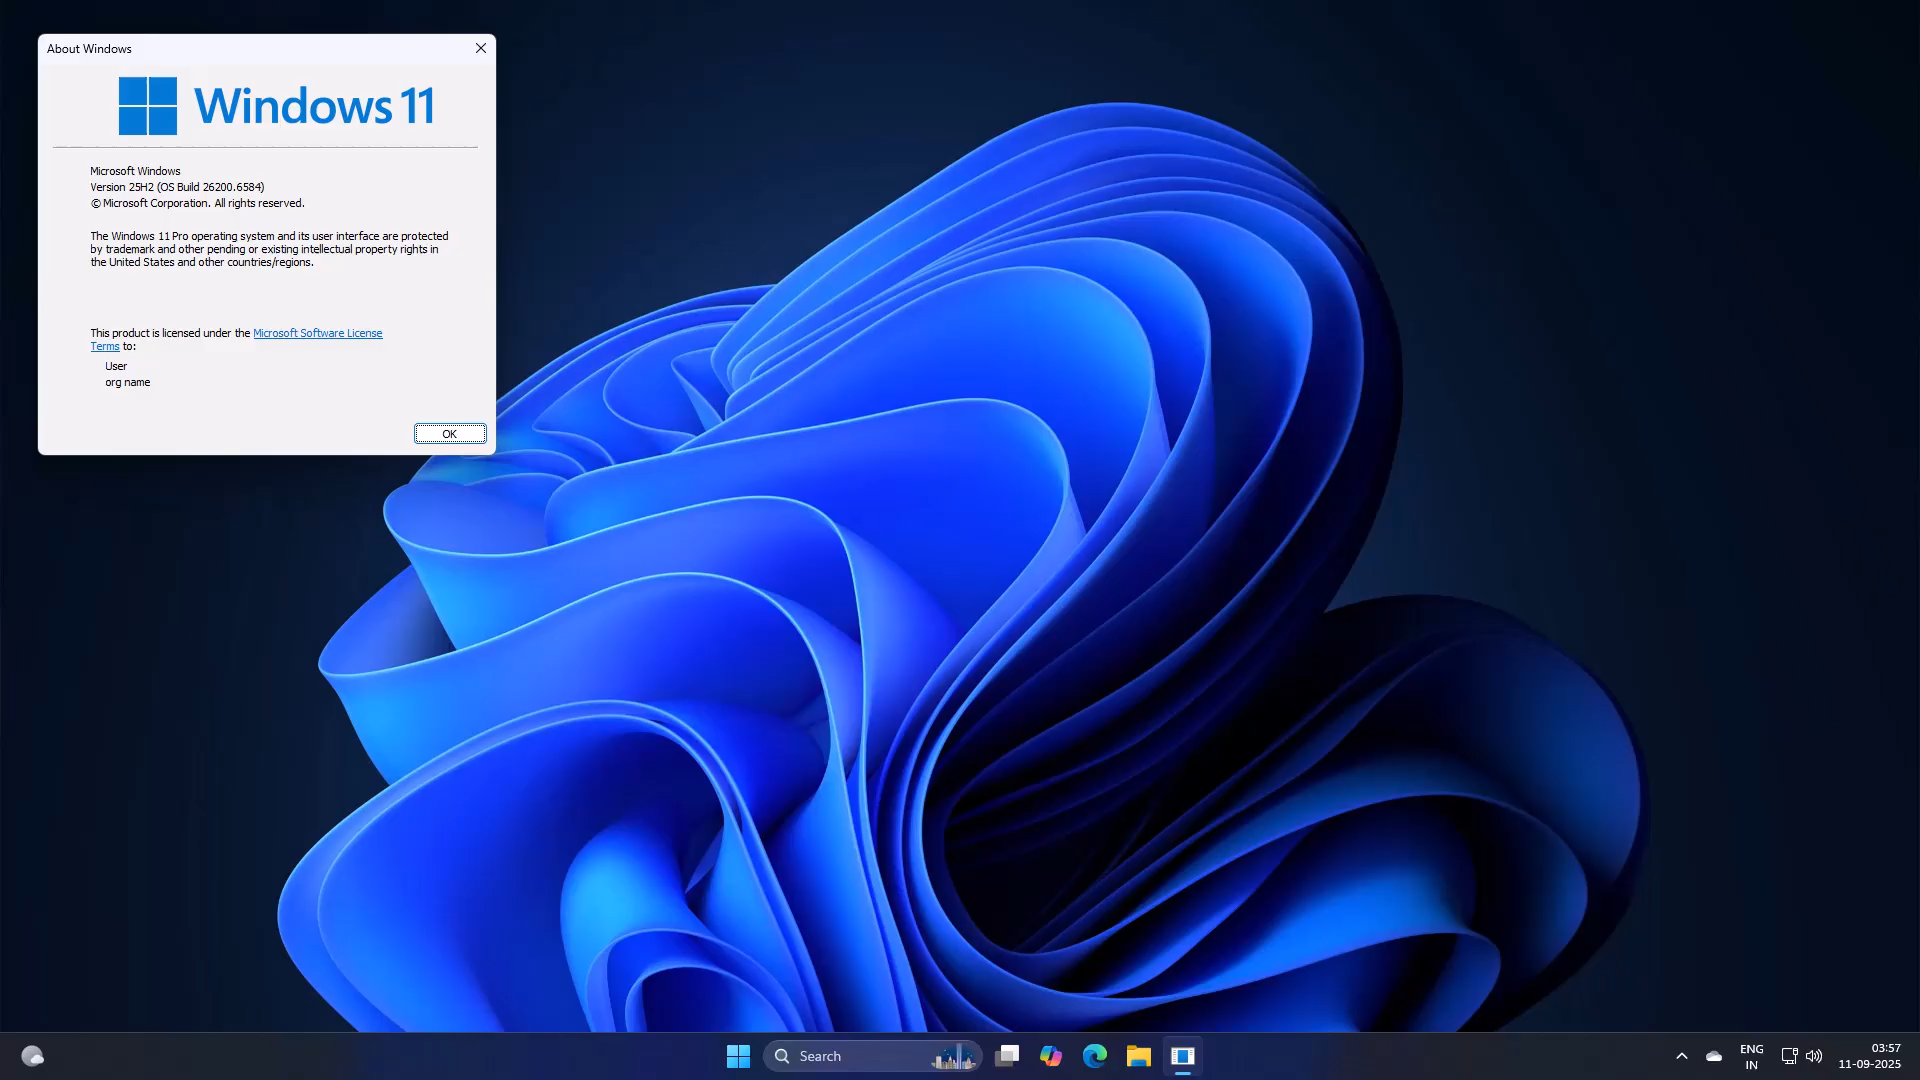 About Windows
Windows 11
Microsoft Windows
Version 25H2 (OS Build 26200.6584)
© Microsoft Corporation. All rights reserved.
The Windows 11 Pro operating system and its user interface are protected
by trademark and other pending or existing intellectual property rights in
the United States and other countries/regions.
This product is licensed under the Microsoft Software License
Terms to:
User
org name
OK
Search
ENG
IN
03:57
11-09-2025